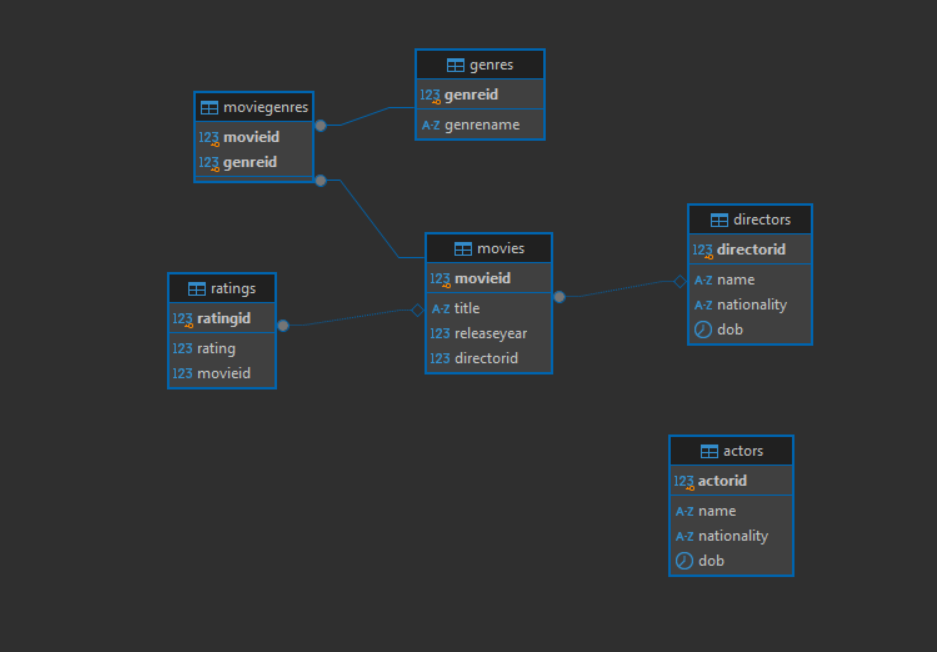 genres
123 genreid
A-Z genrename
moviegenres
123 movieid
123 genreid
directors
123 directorid
A-Z name
A-Z nationality
dob
movies
123 movieid
A-Z title
123 releaseyear
123 directorid
ratings
123 ratingid
123 rating
123 movieid
actors
123 actorid
A-Z name
A-Z nationality
dob